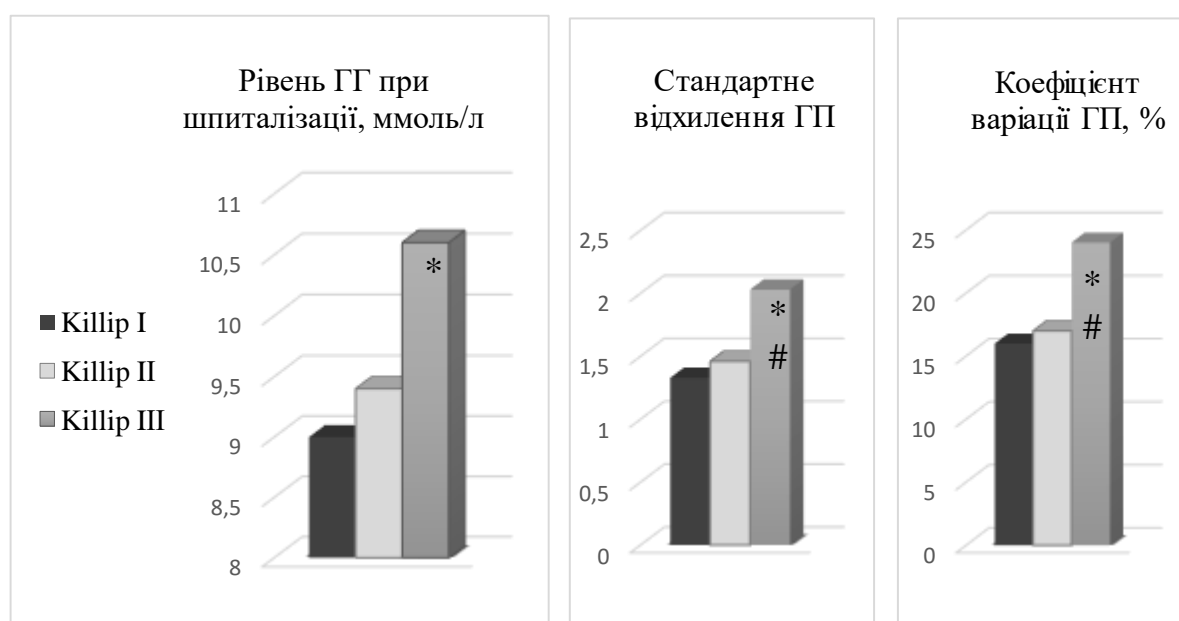 Рівень ГГ при
шпиталізації, ммоль/л
11
10,5
10
9,5
9
8,5
8
Killip I
Killip II
Killip III
*
Стандартне
відхилення ГП
2,5
2
1,5
1
0,5
0
*
#
Коефіцієнт
варіації ГП, %
25
20
15
10
5
0
*
#